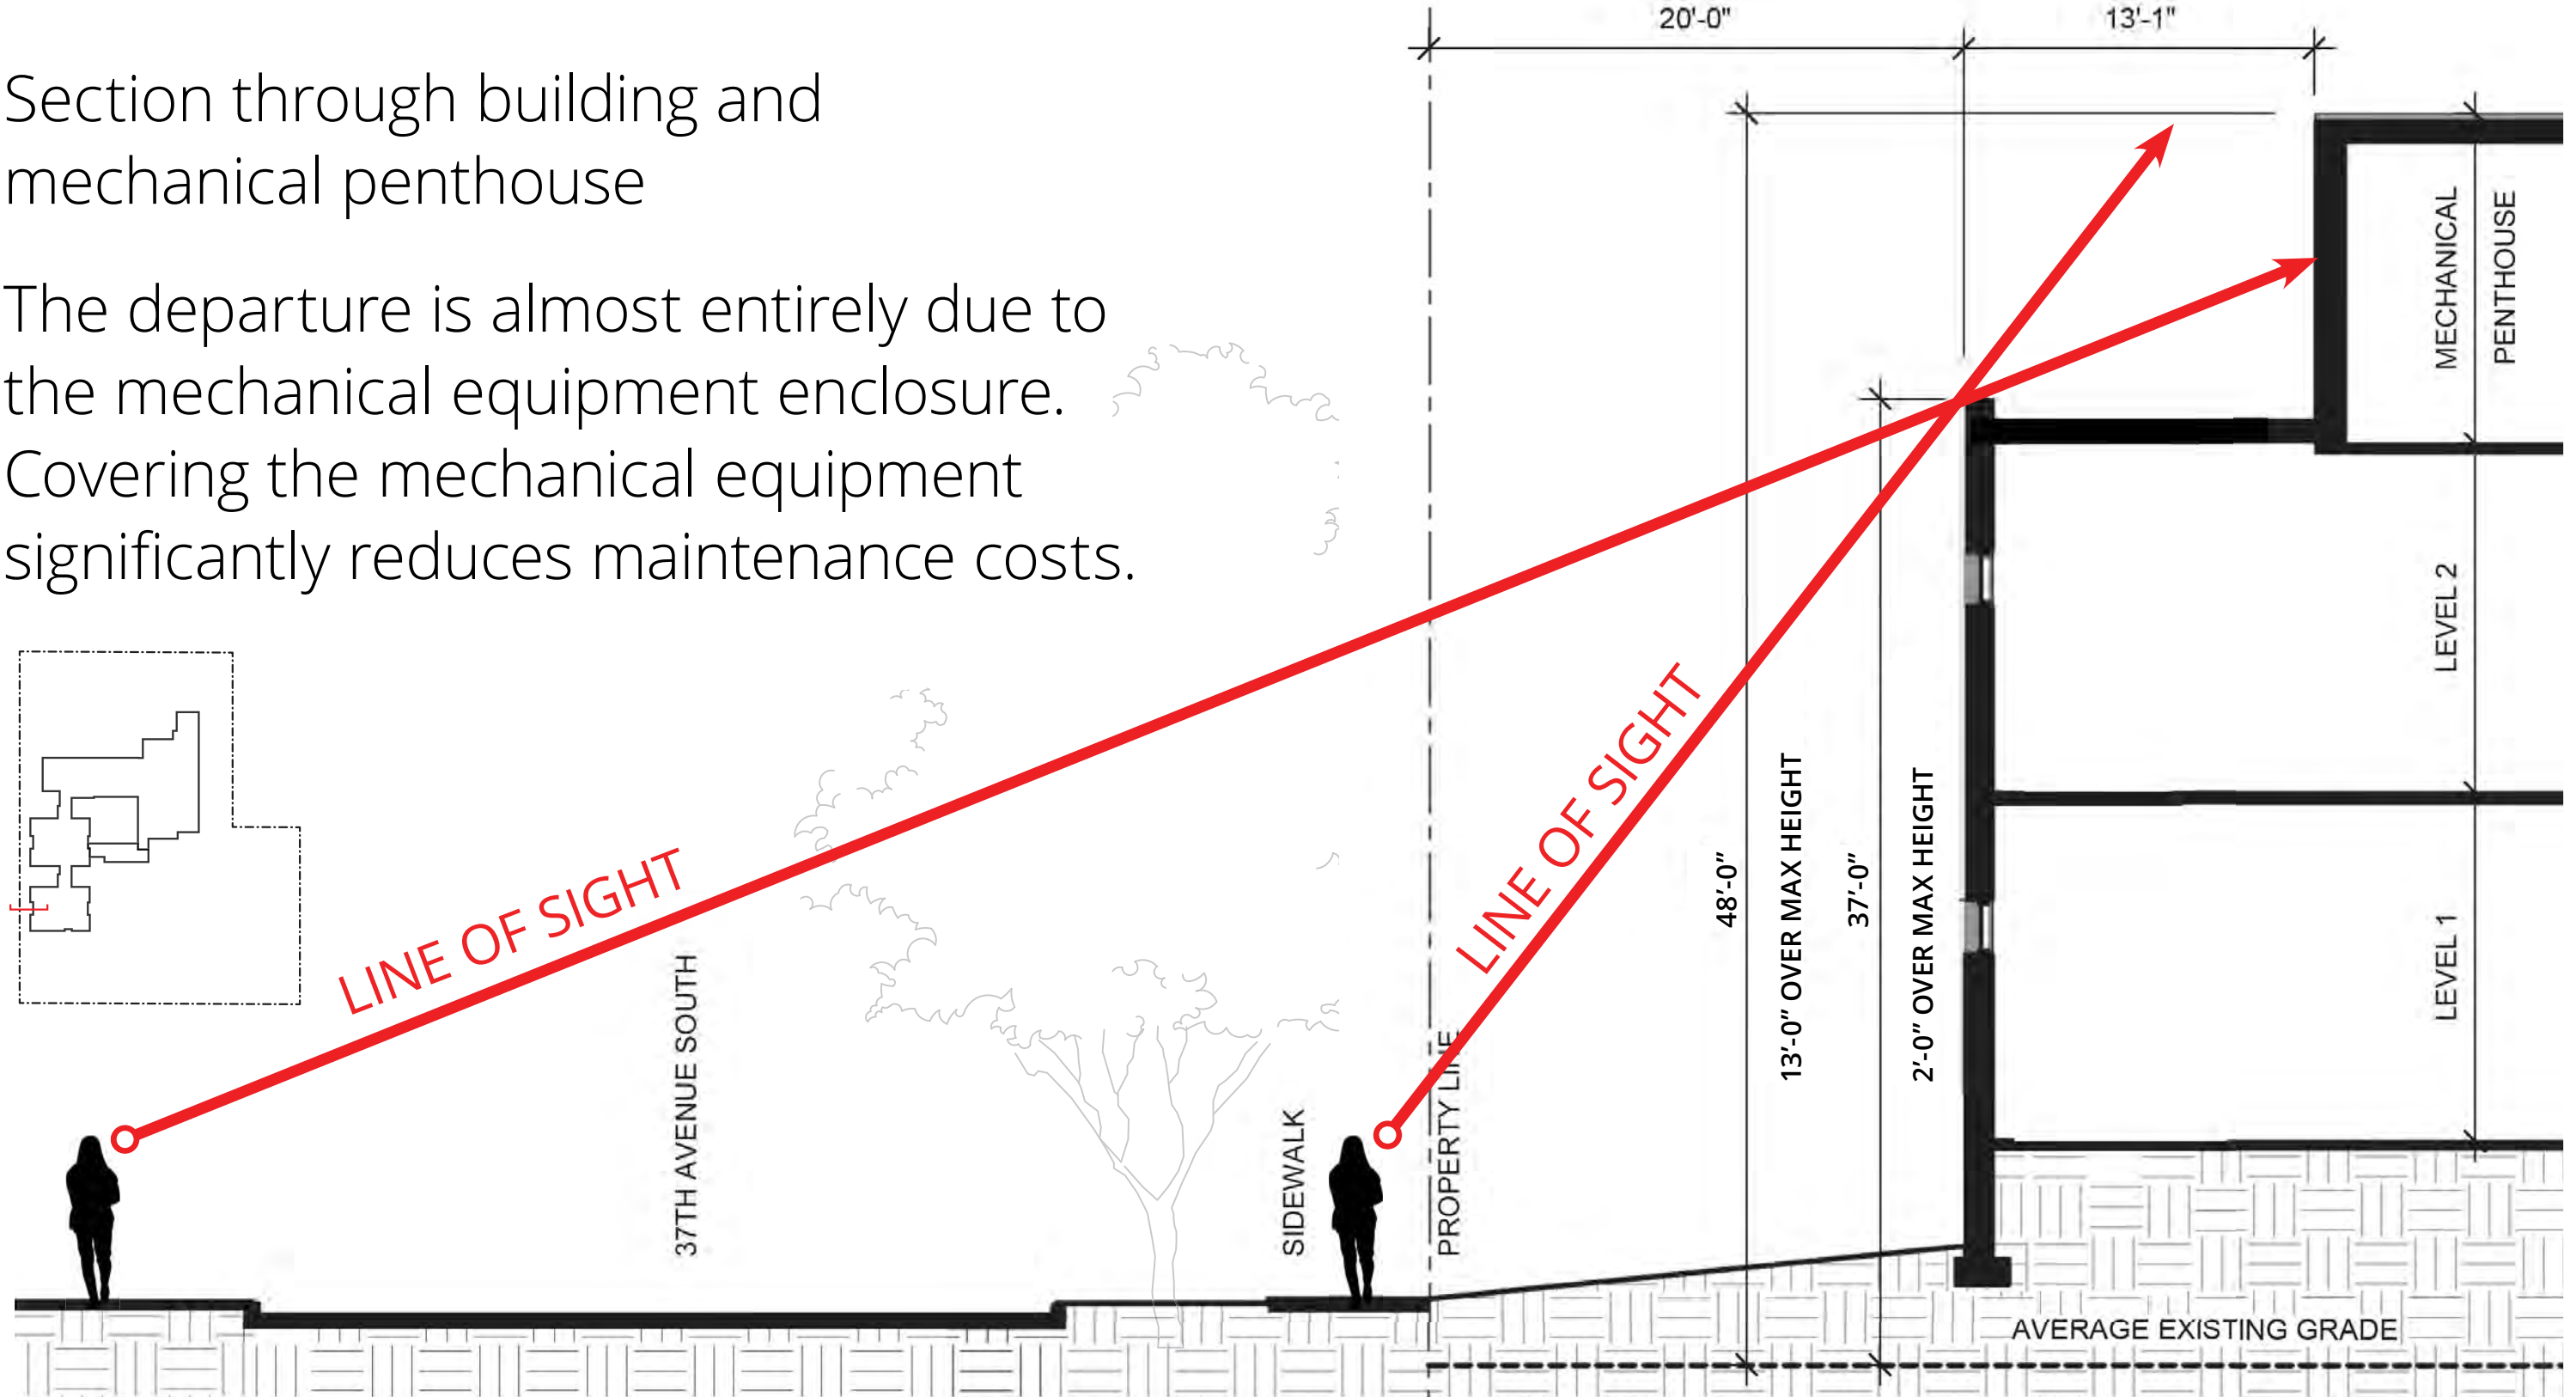 Section through building and
mechanical penthouse
The departure is almost entirely due to
the mechanical equipment enclosure.
Covering the mechanical equipment
significantly reduces maintenance costs.
20'-0"
13'-1"
MECHANICAL
PENTHOUSE
LEVEL 2
LEVEL 1
LINE OF SIGHT
LINE OF SIGHT
37TH AVENUE SOUTH
SIDEWALK
PROPERTY LINE
48'-0"
13'-0" OVER MAX HEIGHT
37'-0"
2'-0" OVER MAX HEIGHT
AVERAGE EXISTING GRADE